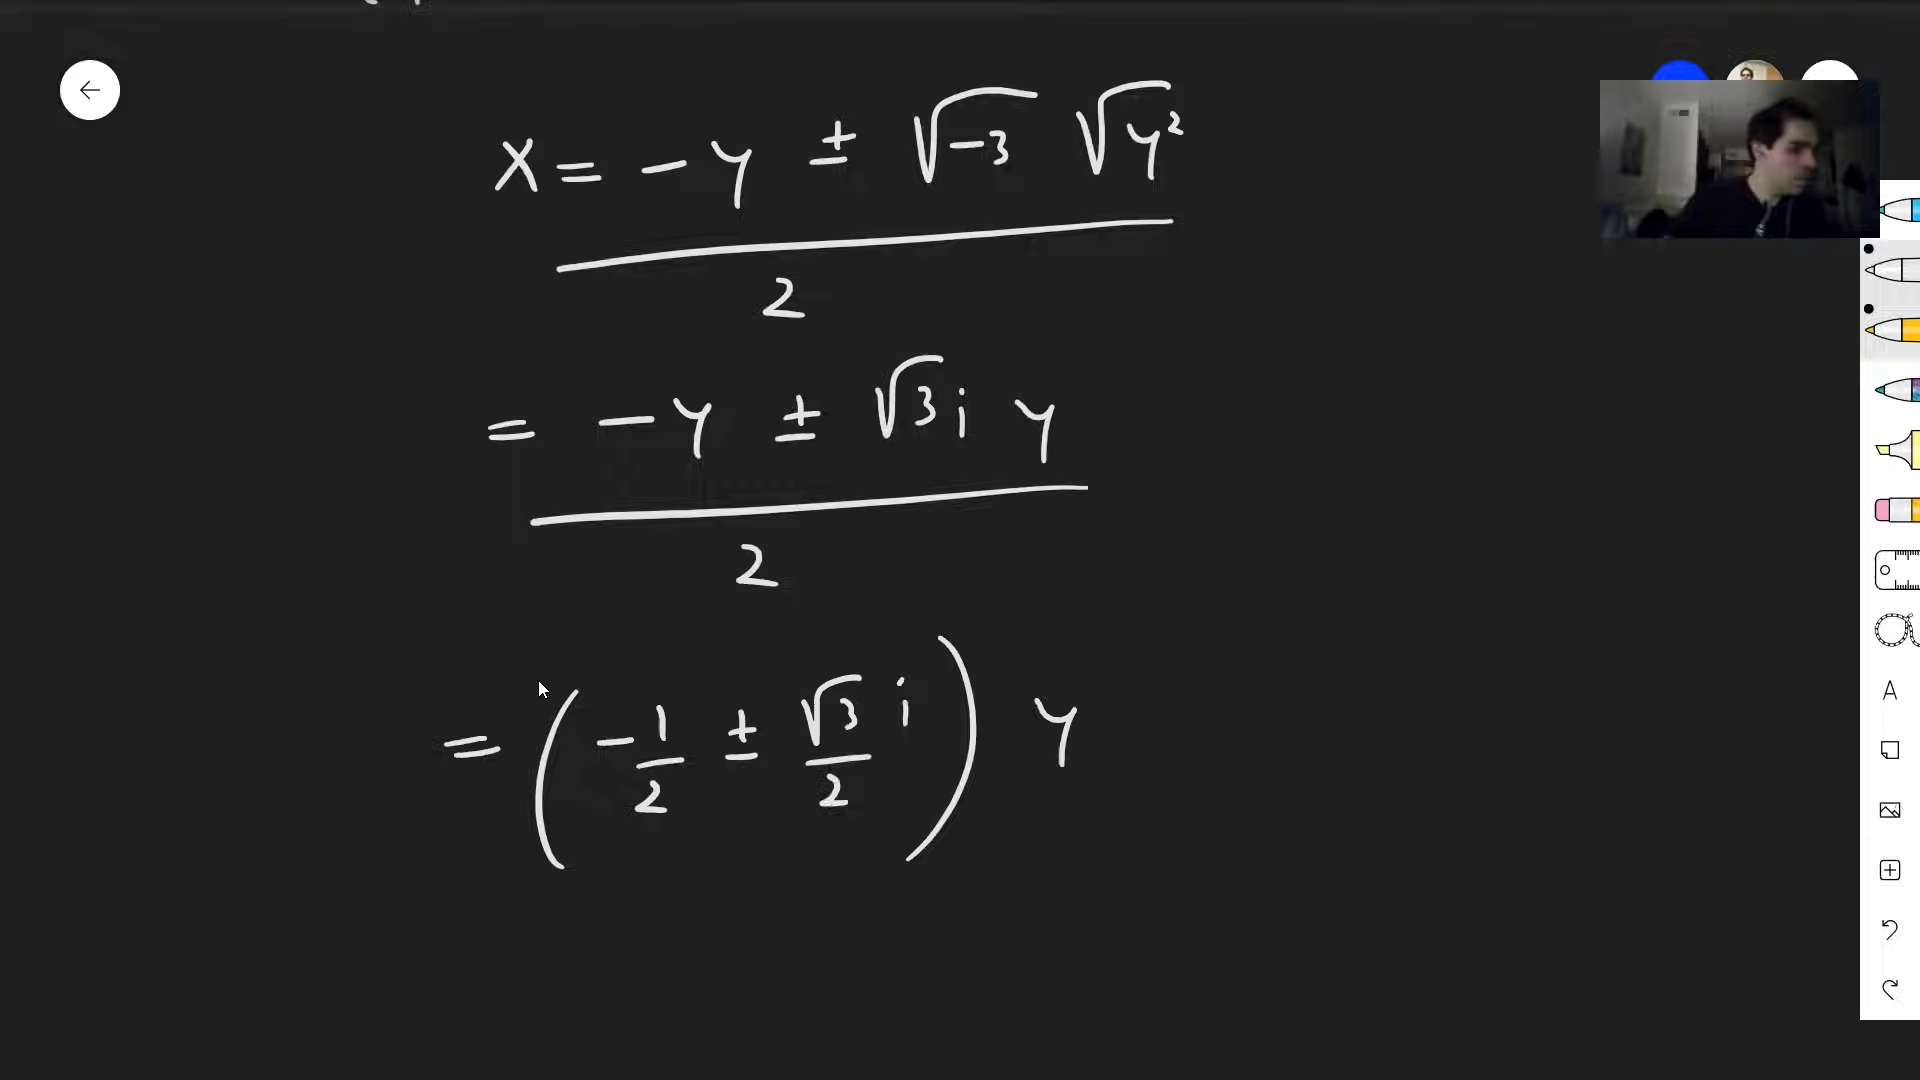 x = (-y ± √-3 √y²) / 2
= (-y ± √3 i y) / 2
= (-1/2 ± √3/2 i) y
A